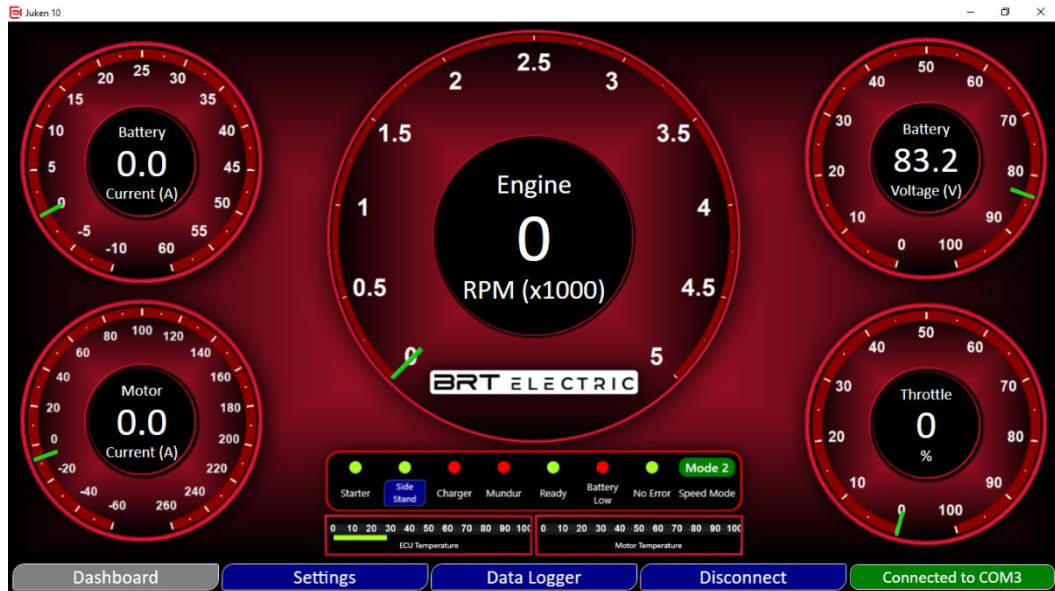 Juken 10
-10 -5 0 5 10 15 20 25 30 35 40 45 50 55 60
Battery
0.0
Current (A)
0 0.5 1 1.5 2 2.5 3 3.5 4 4.5 5
Engine
0
RPM (x1000)
BRT ELECTRIC
0 10 20 30 40 50 60 70 80 90 100
Battery
83.2
Voltage (V)
-60 -40 -20 0 20 40 60 80 100 120 140 160 180 200 220 240 260
Motor
0.0
Current (A)
0 10 20 30 40 50 60 70 80 90 100
Throttle
0
%
Mode 2
Starter Side Stand Charger Mundur Ready Battery Low No Error Speed Mode
0 10 20 30 40 50 60 70 80 90 100
ECU Temperature
0 10 20 30 40 50 60 70 80 90 100
Motor Temperature
Dashboard Settings Data Logger Disconnect Connected to COM3